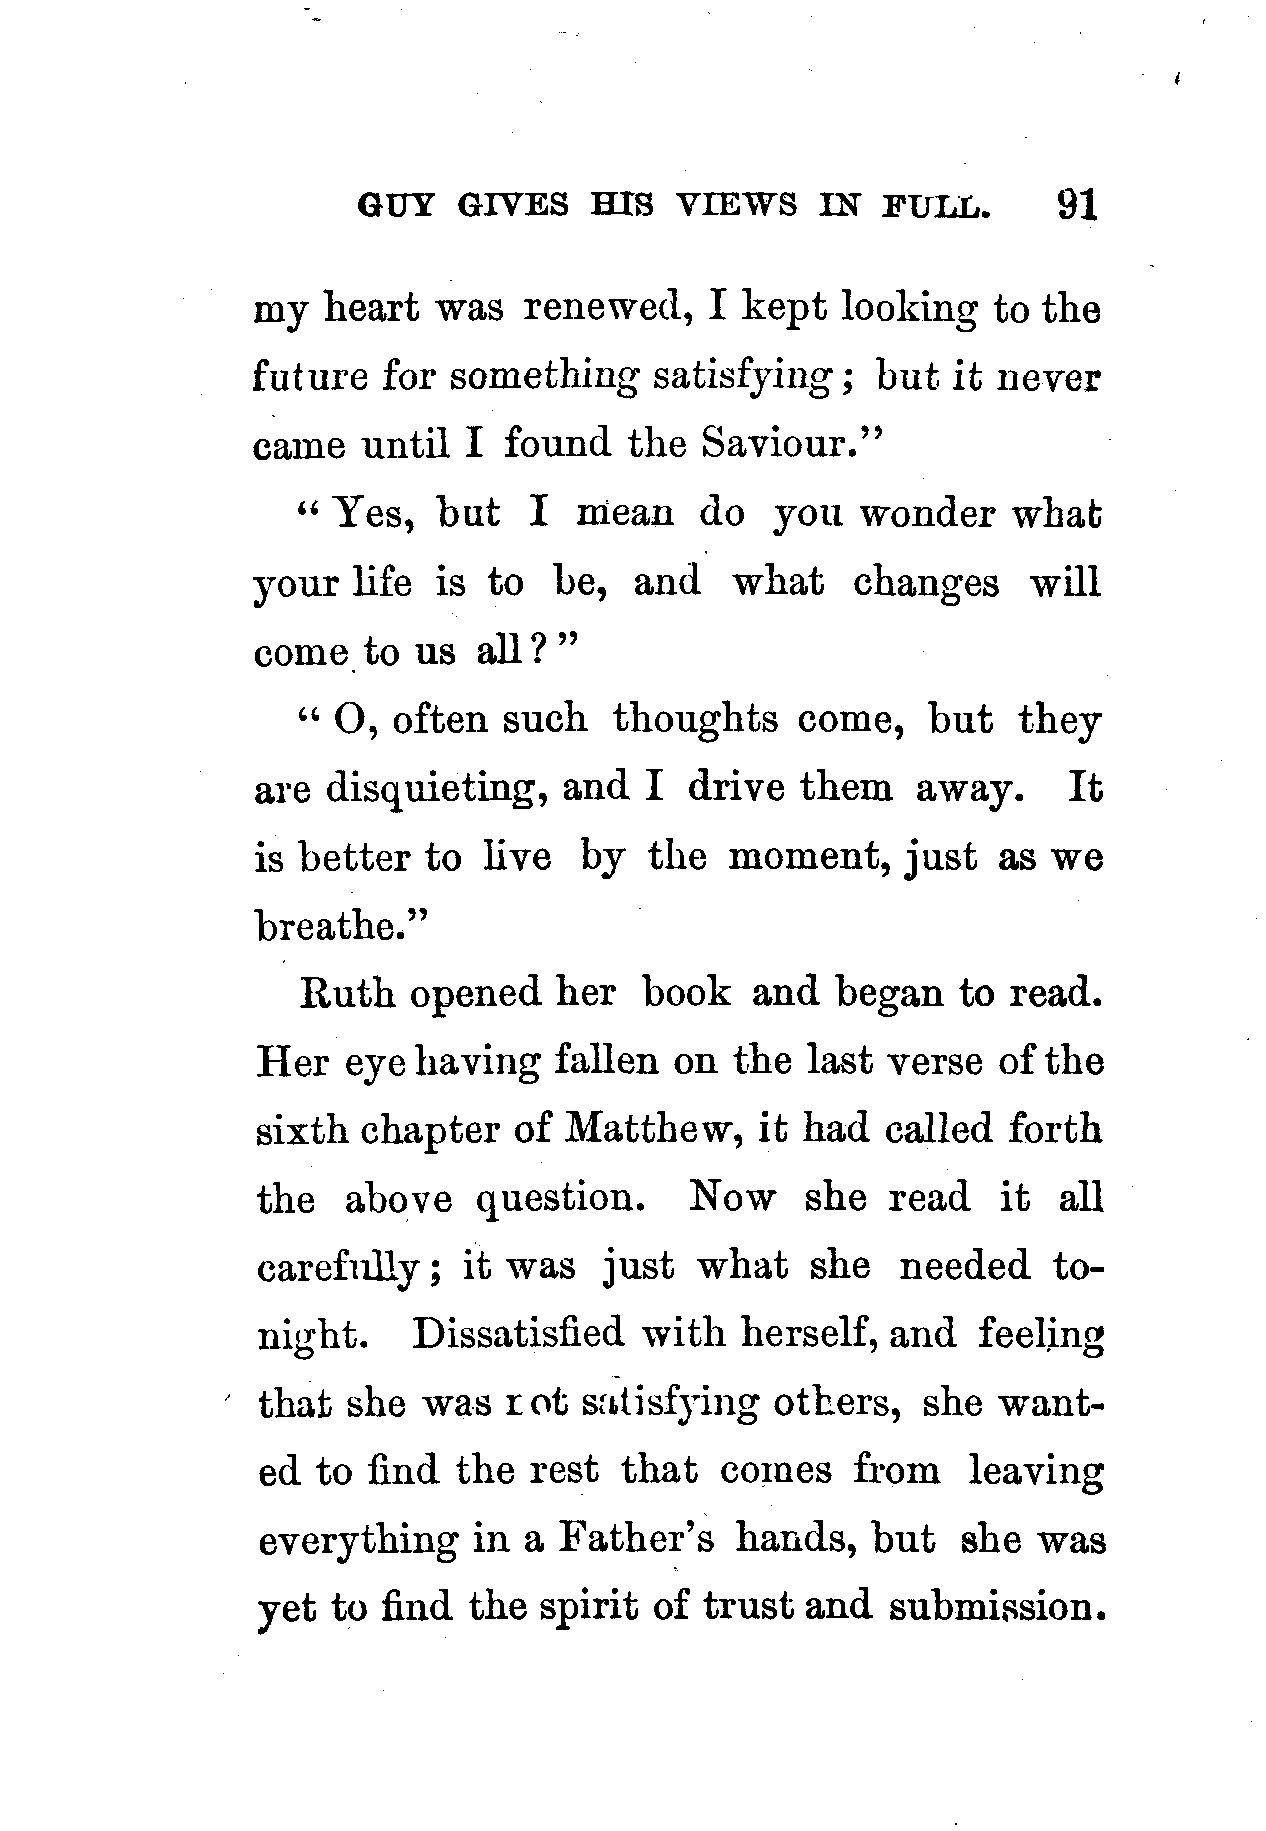 GUY GIVES HIS VIEWS IN FULL. 91
my heart was renewed, I kept looking to the
future for something satisfying; but it never
came until I found the Saviour."
"Yes, but I mean do you wonder what
your life is to be, and what changes will
come to us all?"
"O, often such thoughts come, but they
are disquieting, and I drive them away. It
is better to live by the moment, just as we
breathe."
Ruth opened her book and began to read.
Her eye having fallen on the last verse of the
sixth chapter of Matthew, it had called forth
the above question. Now she read it all
carefully; it was just what she needed to-
night. Dissatisfied with herself, and feeling
that she was not satisfying others, she want-
ed to find the rest that comes from leaving
everything in a Father's hands, but she was
yet to find the spirit of trust and submission.